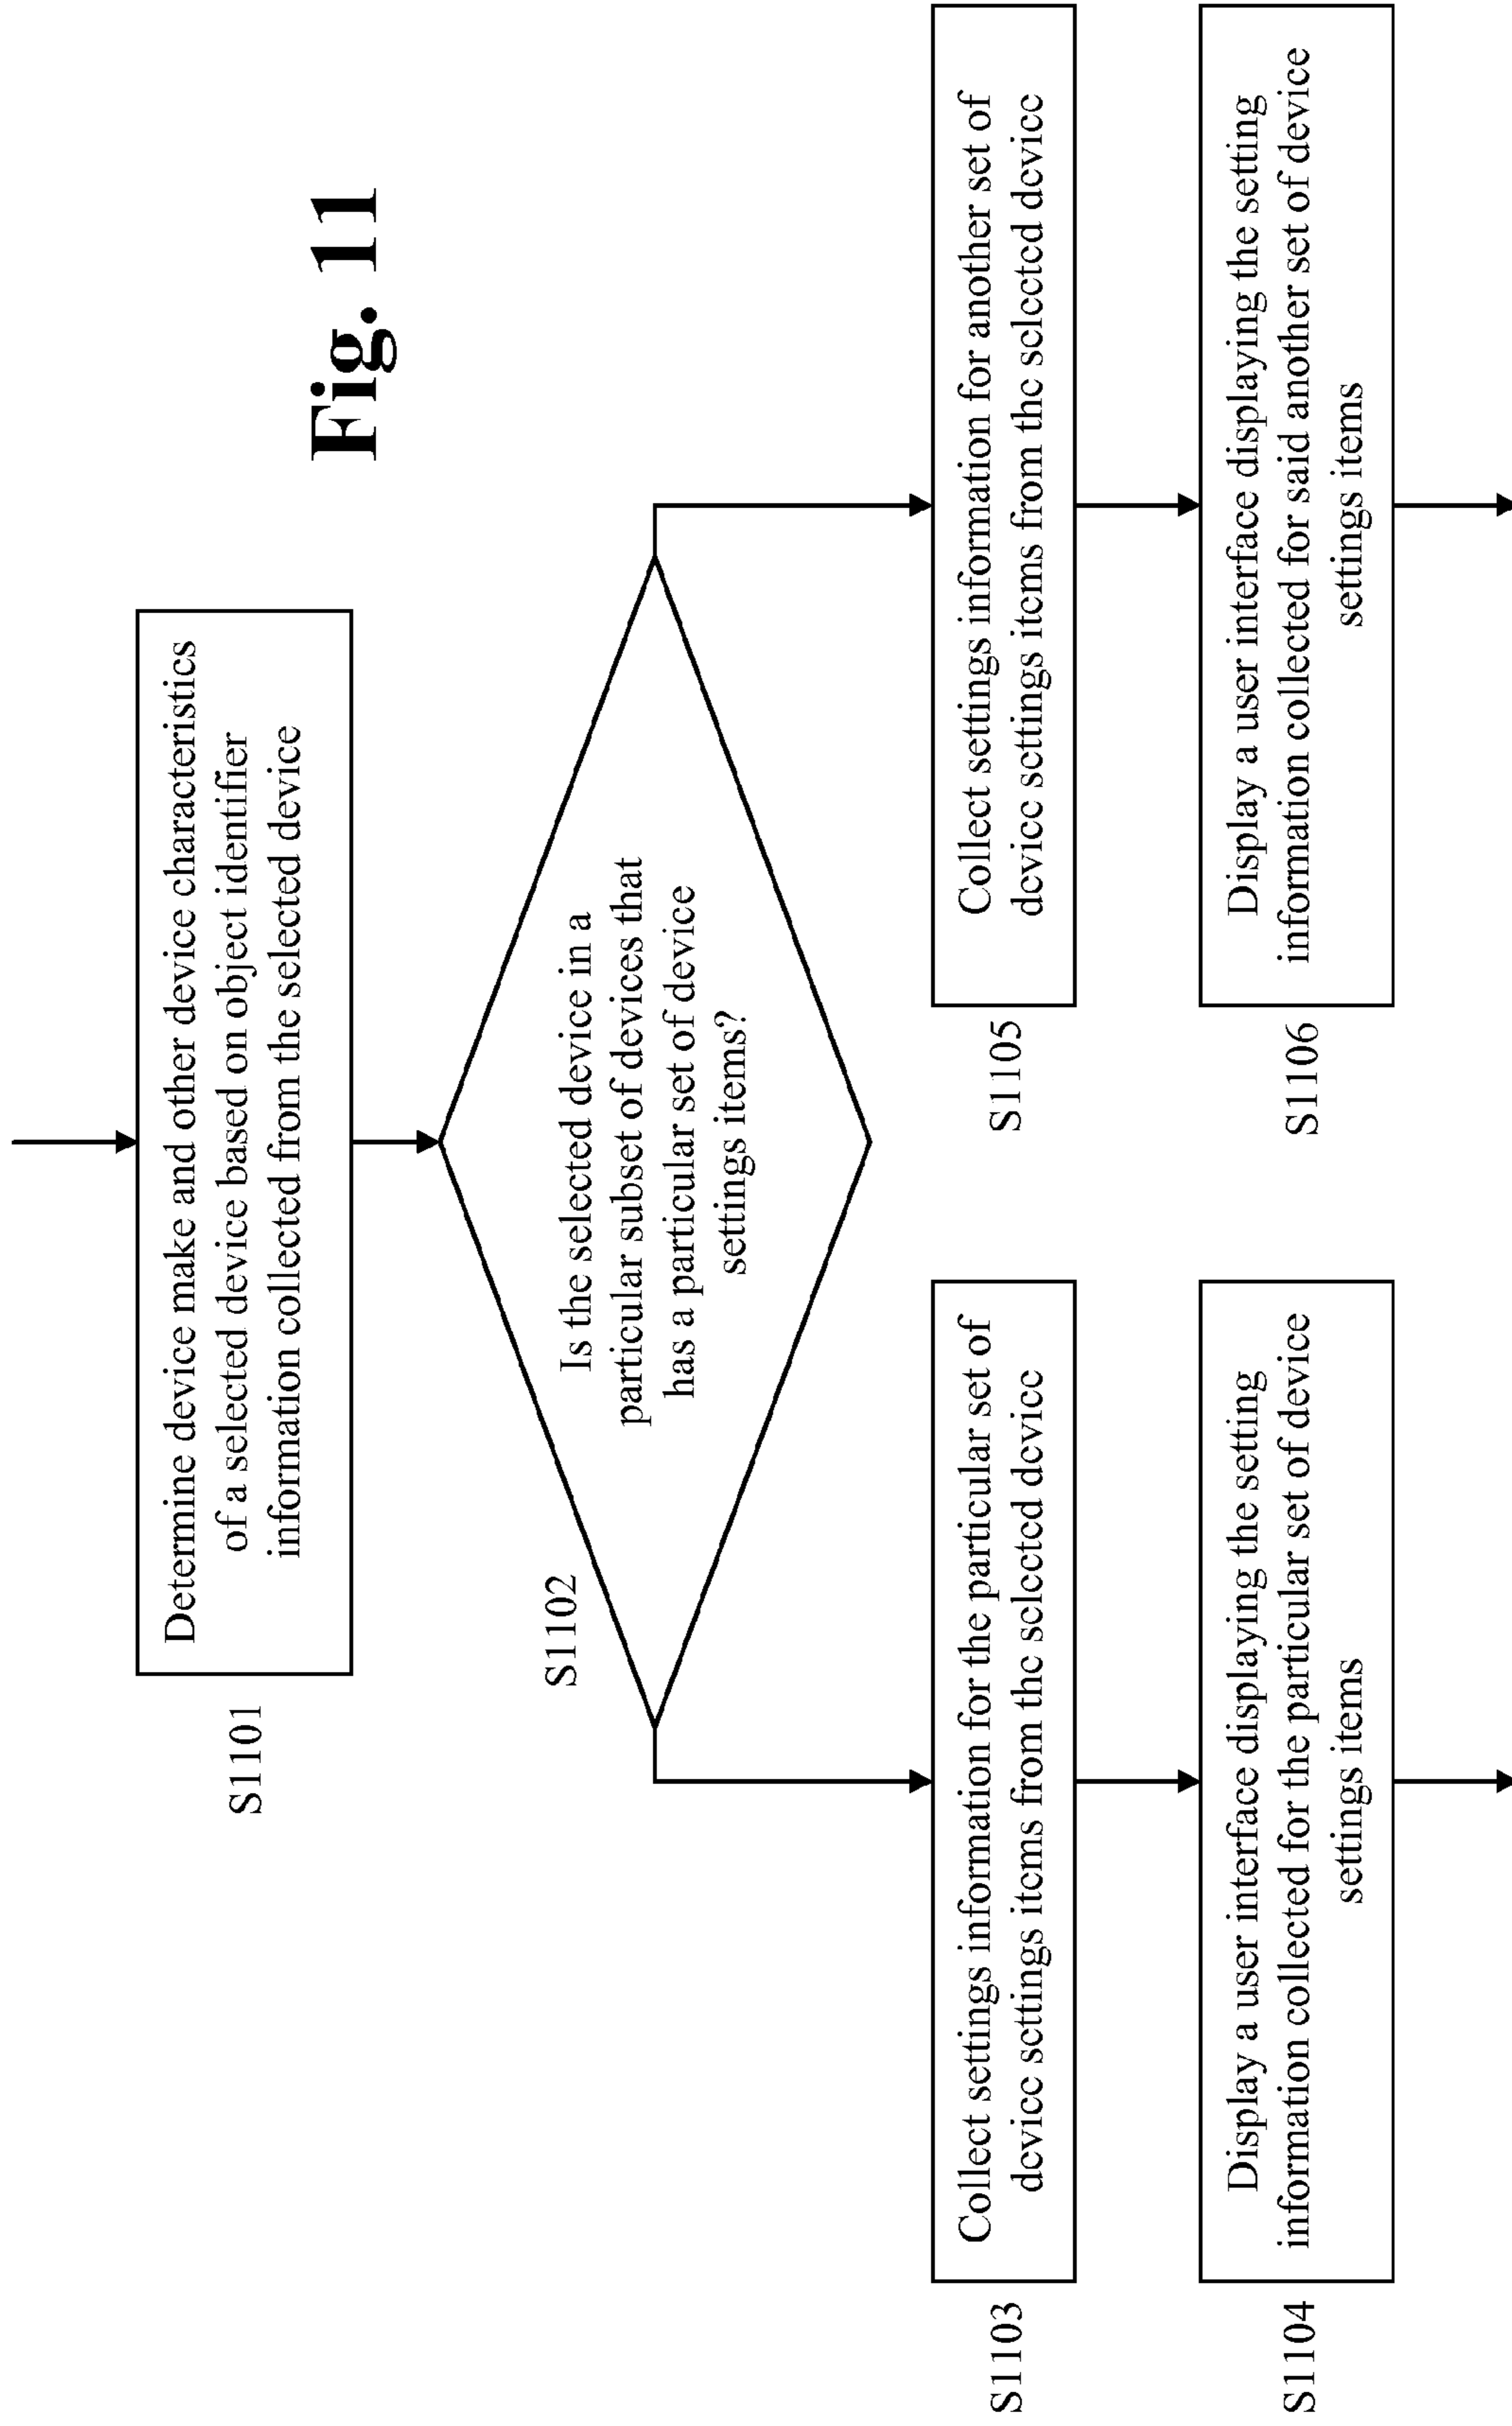 Fig. 11
S1101
Determine device make and other device characteristics
of a selected device based on object identifier
information collected from the selected device
S1102
Is the selected device in a
particular subset of devices that
has a particular set of device
settings items?
S1103
Collect settings information for the particular set of
device settings items from the selected device
S1104
Display a user interface displaying the setting
information collected for the particular set of device
settings items
S1105
Collect settings information for another set of
device settings items from the selected device
S1106
Display a user interface displaying the setting
information collected for said another set of device
settings items